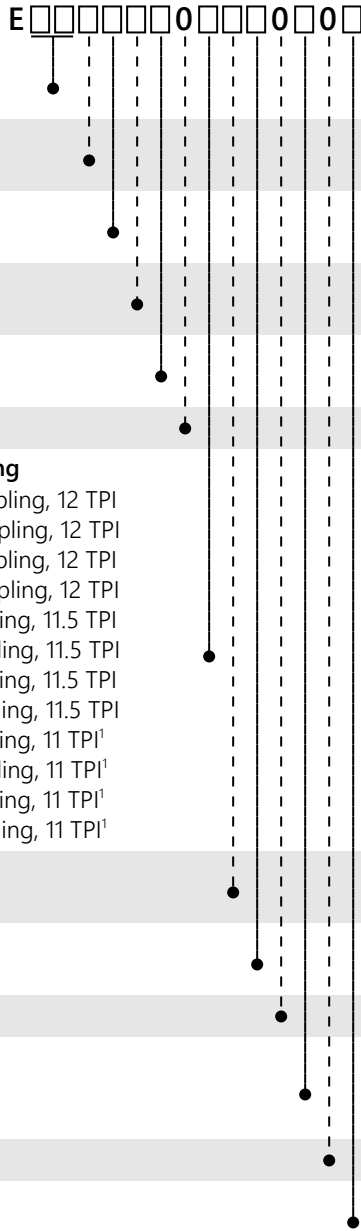 E□□□□□□0□□□0□0□
ng
pling, 12 TPI
pling, 12 TPI
pling, 12 TPI
pling, 12 TPI
ing, 11.5 TPI
ling, 11.5 TPI
ing, 11.5 TPI
ling, 11.5 TPI
ing, 11 TPI¹
ling, 11 TPI¹
ing, 11 TPI¹
ling, 11 TPI¹